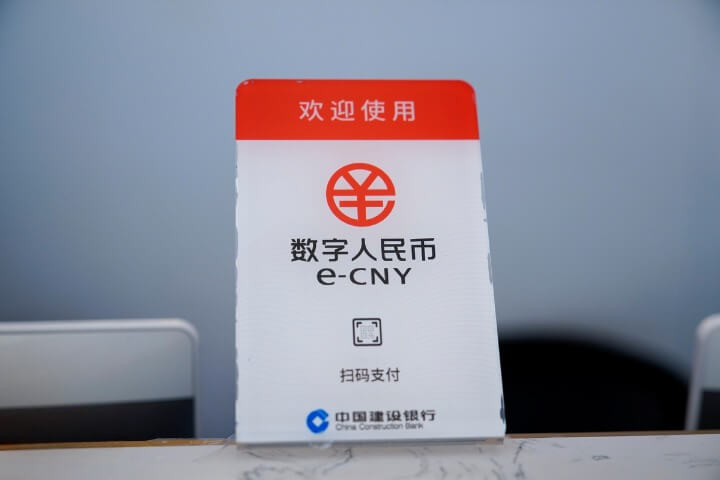 欢迎使用
数字人民币
e-CNY
扫码支付
中国建设银行
China Construction Bank